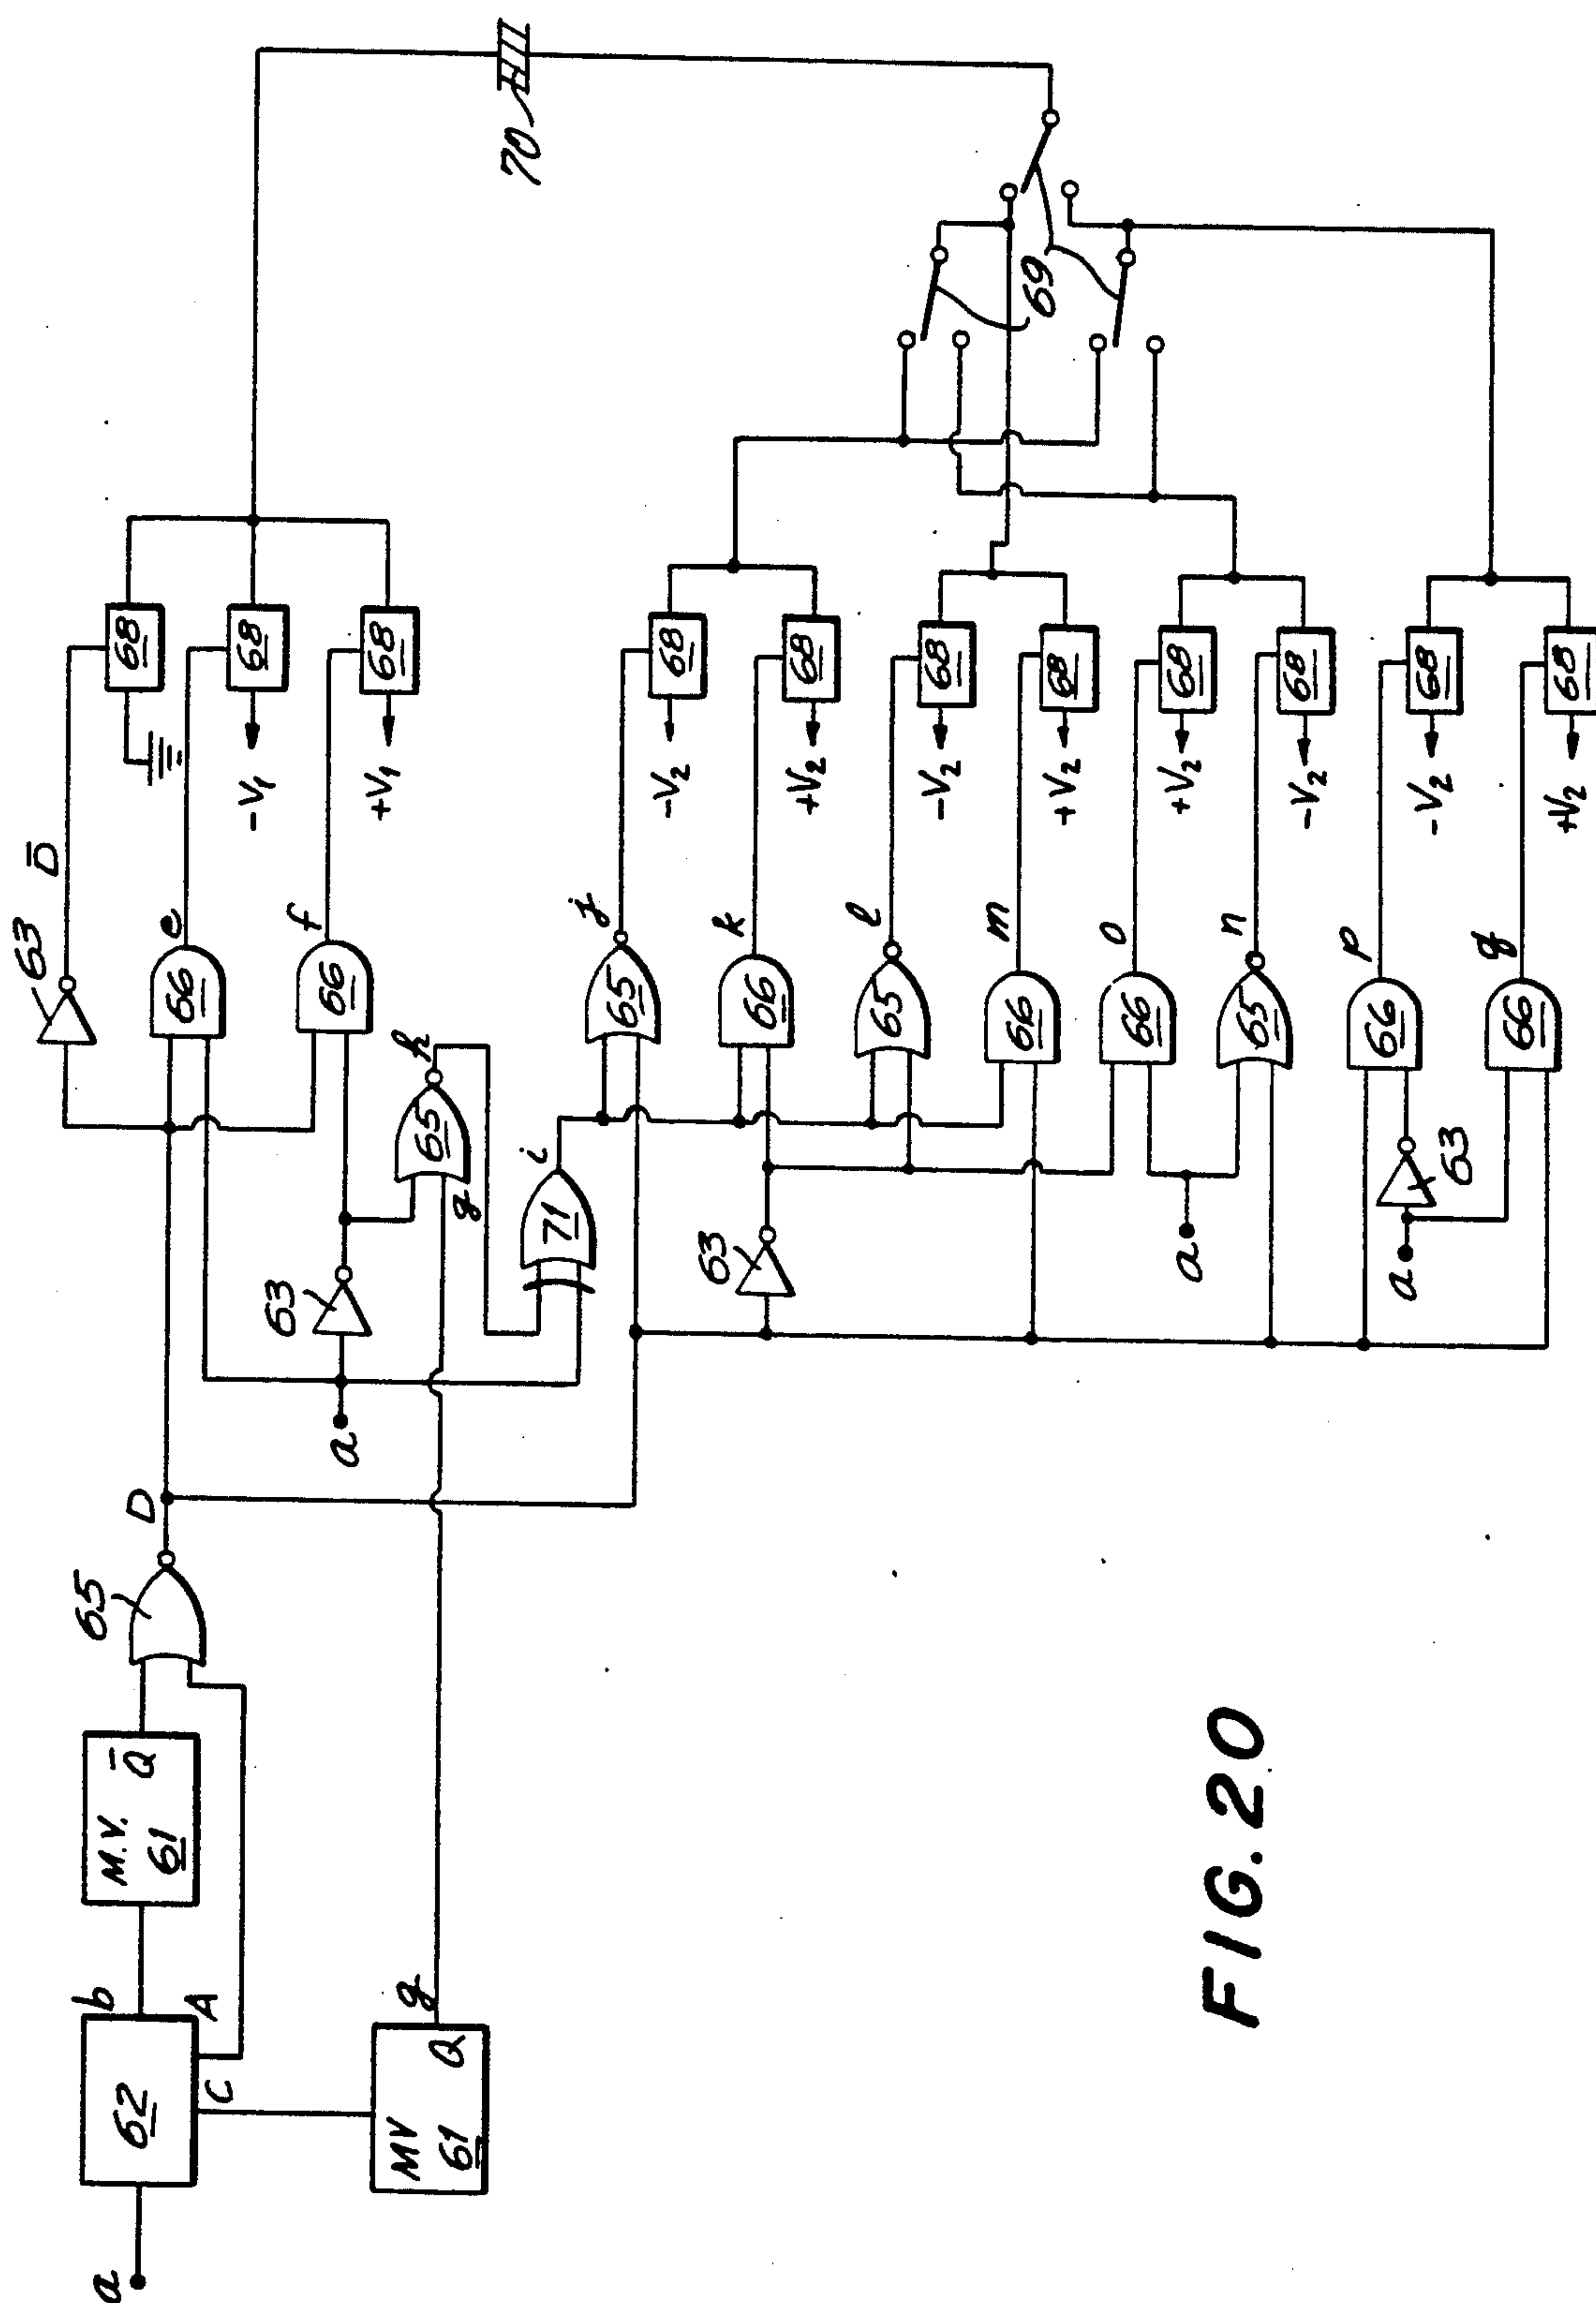 a
62
b
A
C
M.V. Q̄
61
MV Q
61
g
65
D
a
63
63
D̄
66
e
66
f
65
h
g
71
i
63
65
j
66
k
65
l
66
m
66
o
65
n
66
p
66
q
a
a
63
68
68
-V₁
68
+V₁
68
-V₂
68
+V₂
68
-V₂
68
+V₂
68
+V₂
68
-V₂
68
-V₂
68
+V₂
69
70
FIG. 20